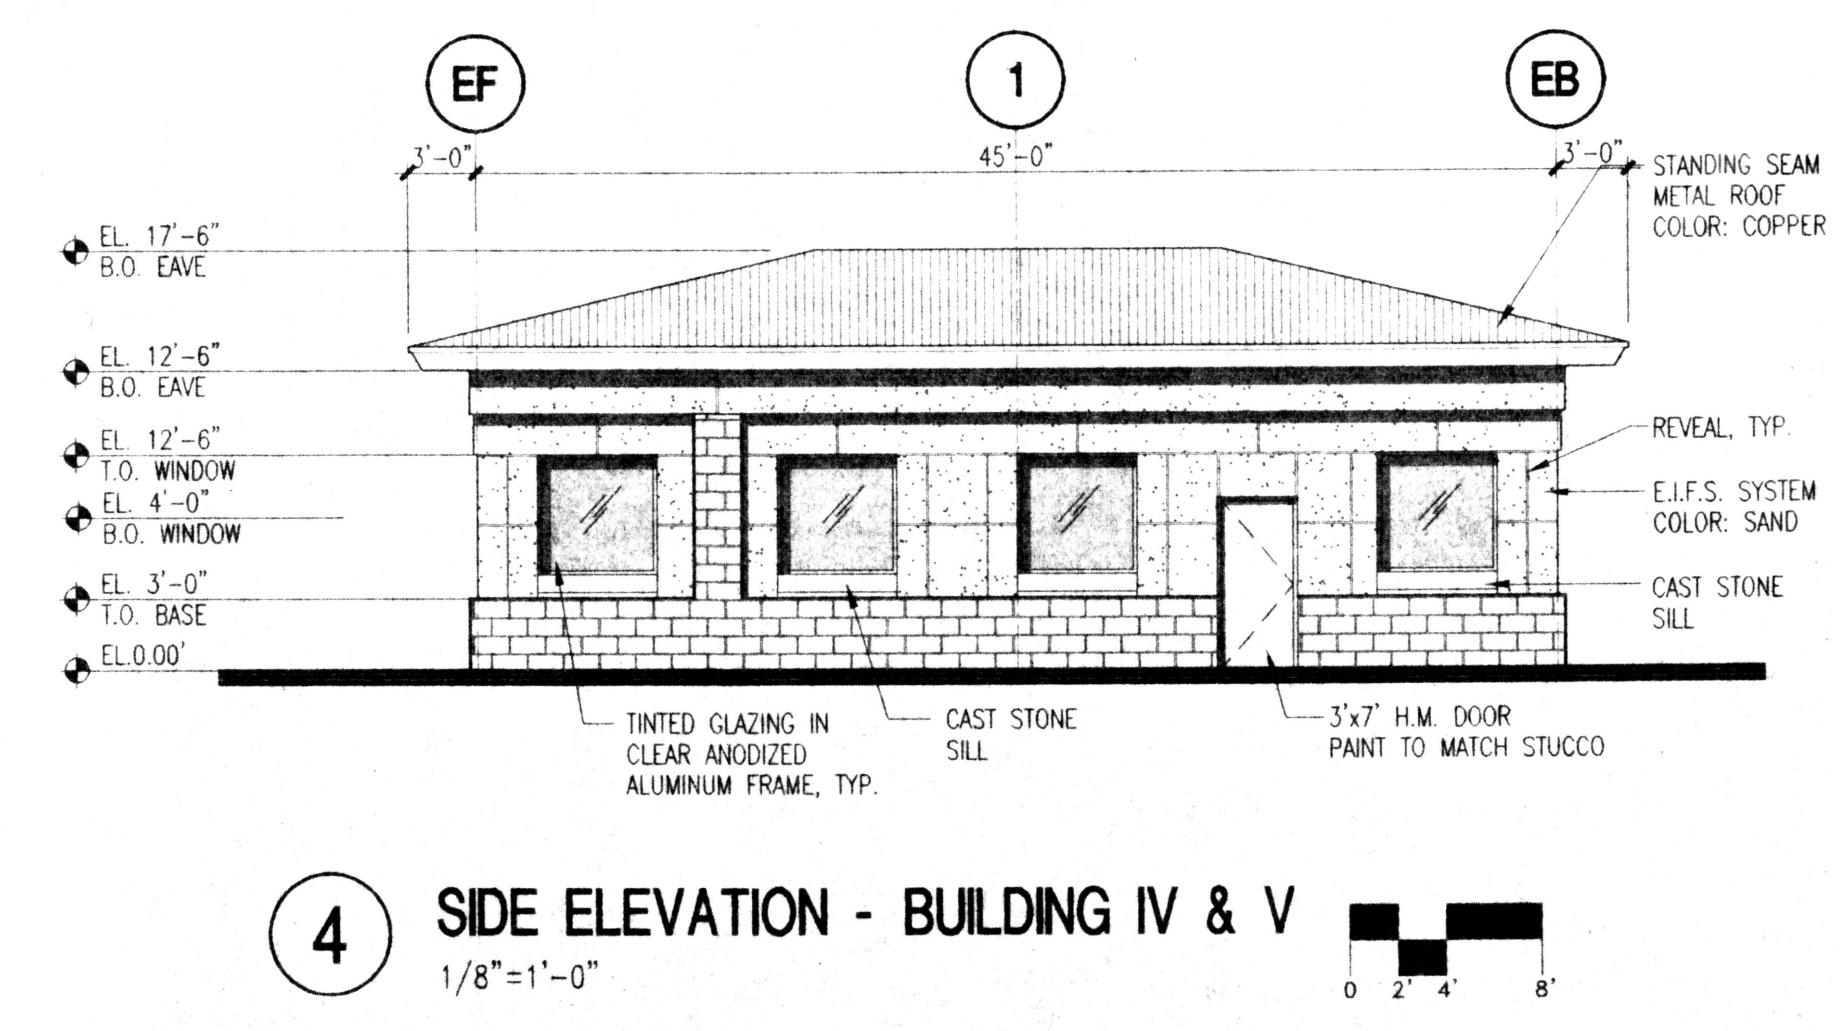 EF
1
EB
3'-0"
45'-0"
3'-0"
STANDING SEAM
METAL ROOF
COLOR: COPPER
EL. 17'-6"
B.O. EAVE
EL. 12'-6"
B.O. EAVE
EL. 12'-6"
T.O. WINDOW
EL. 4'-0"
B.O. WINDOW
EL. 3'-0"
T.O. BASE
EL.0.00'
REVEAL, TYP.
E.I.F.S. SYSTEM
COLOR: SAND
CAST STONE
SILL
TINTED GLAZING IN
CLEAR ANODIZED
ALUMINUM FRAME, TYP.
CAST STONE
SILL
3'x7' H.M. DOOR
PAINT TO MATCH STUCCO
4
SIDE ELEVATION - BUILDING IV & V
1/8"=1'-0"
0 2' 4' 8'